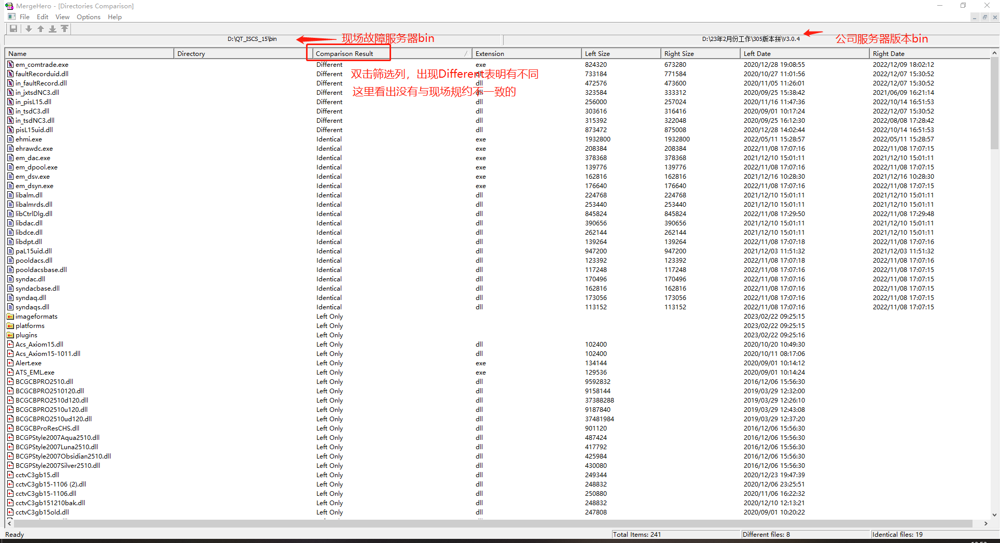 MergeHero - [Directories Comparison]
File Edit View Options Help
D:\QT_ISCS_15\bin 现场故障服务器bin D:\23年2月份工作\305版本拼\V3.0.4 公司服务器版本bin
Name Directory Comparison Result Extension Left Size Right Size Left Date Right Date
em_comtrade.exe Different exe 824320 673280 2020/12/28 19:08:55 2022/12/09 18:02:12
faultRecorduid.dll Different dll 733184 771584 2020/10/27 11:01:56 2022/12/07 15:30:52
双击筛选列，出现Different表明有不同
in_faultRecord.dll Different dll 472576 473600 2020/11/05 11:26:01 2022/12/07 15:30:52
in_jxtsdNC3.dll Different dll 323584 333312 2020/09/25 15:38:42 2021/06/09 16:21:14
这里看出没有与现场规约不一致的
in_pisL15.dll Different dll 256000 257024 2020/11/16 11:47:36 2022/10/14 16:51:53
in_tsdC3.dll Different dll 303616 316416 2020/09/01 10:17:24 2022/12/07 15:30:52
in_tsdNC3.dll Different dll 315392 322048 2020/09/25 16:12:30 2022/08/08 17:28:42
pisL15uid.dll Different dll 873472 875008 2020/12/28 14:02:44 2022/10/14 16:51:53
ehmi.exe Identical exe 1932800 1932800 2022/05/11 15:28:57 2022/05/11 15:28:57
ehrawdc.exe Identical exe 208384 208384 2022/11/08 17:07:16 2022/11/08 17:07:15
em_dac.exe Identical exe 378368 378368 2021/12/10 15:01:11 2021/12/10 15:01:11
em_dpool.exe Identical exe 139776 139776 2022/11/08 17:07:16 2022/11/08 17:07:15
em_dsv.exe Identical exe 162816 162816 2021/12/16 10:28:30 2021/12/16 10:28:30
em_dsyn.exe Identical exe 176640 176640 2022/11/08 17:07:16 2022/11/08 17:07:15
libalm.dll Identical dll 224768 224768 2021/12/10 15:01:11 2021/12/10 15:01:11
libalmrds.dll Identical dll 253440 253440 2021/12/10 15:01:11 2021/12/10 15:01:11
libCtrlDlg.dll Identical dll 845824 845824 2022/11/08 17:29:50 2022/11/08 17:29:48
libdac.dll Identical dll 390656 390656 2021/12/10 15:01:11 2021/12/10 15:01:11
libdce.dll Identical dll 262144 262144 2021/12/10 15:01:11 2021/12/10 15:01:11
libdpt.dll Identical dll 139264 139264 2022/11/08 17:07:18 2022/11/08 17:07:16
paL15uid.dll Identical dll 947200 947200 2021/12/03 11:51:32 2021/12/03 11:51:32
pooldacs.dll Identical dll 123392 123392 2022/11/08 17:07:18 2022/11/08 17:07:16
pooldacsbase.dll Identical dll 117248 117248 2022/11/08 17:07:16 2022/11/08 17:07:15
syndac.dll Identical dll 170496 170496 2022/11/08 17:07:16 2022/11/08 17:07:15
syndacbase.dll Identical dll 162816 162816 2022/11/08 17:07:16 2022/11/08 17:07:15
syndaq.dll Identical dll 173056 173056 2022/11/08 17:07:16 2022/11/08 17:07:15
syndaqs.dll Identical dll 113152 113152 2022/11/08 17:07:16 2022/11/08 17:07:15
imageformats Left Only 2023/02/22 09:25:15
platforms Left Only 2023/02/22 09:25:15
plugins Left Only 2023/02/22 09:25:16
Acs_Axiom15.dll Left Only dll 102400 2020/10/20 10:49:30
Acs_Axiom15-1011.dll Left Only dll 102400 2020/10/11 08:17:06
Alert.exe Left Only exe 134144 2020/09/01 10:14:12
ATS_EML.exe Left Only exe 129536 2020/09/01 10:14:24
BCGCBPRO2510.dll Left Only dll 9592832 2016/12/06 15:56:30
BCGCBPRO2510120.dll Left Only dll 9158144 2019/03/29 12:32:00
BCGCBPRO2510d120.dll Left Only dll 37388288 2019/03/29 12:26:10
BCGCBPRO2510u120.dll Left Only dll 9187840 2019/03/29 12:43:08
BCGCBPRO2510ud120.dll Left Only dll 37481984 2019/03/29 12:37:20
BCGCBProResCHS.dll Left Only dll 901120 2016/12/06 15:56:30
BCGPStyle2007Aqua2510.dll Left Only dll 487424 2016/12/06 15:56:30
BCGPStyle2007Luna2510.dll Left Only dll 417792 2016/12/06 15:56:30
BCGPStyle2007Obsidian2510.dll Left Only dll 425984 2016/12/06 15:56:30
BCGPStyle2007Silver2510.dll Left Only dll 430080 2016/12/06 15:56:30
cctvC3gb15.dll Left Only dll 249344 2020/12/23 19:47:39
cctvC3gb15-1106 (2).dll Left Only dll 248832 2020/12/06 23:25:51
cctvC3gb15-1106.dll Left Only dll 250880 2020/11/06 16:22:32
cctvC3gb151210bak.dll Left Only dll 248832 2020/12/10 12:13:21
cctvC3gb15old.dll Left Only dll 247808 2020/09/01 10:20:22
Ready Total Items: 241 Different files: 8 Identical files: 19